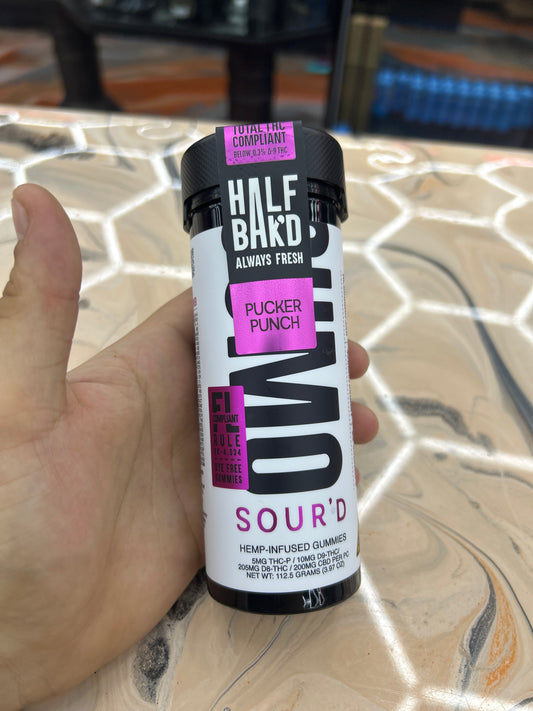 TOTAL THC
COMPLIANT
BELOW 0.3% Δ-9 THC
HALF
BAK'D
ALWAYS FRESH
PUCKER
PUNCH
FL
COMPLIANT
RULE
DYE FREE
GUMMIES
SOUR'D
HEMP-INFUSED GUMMIES
5MG THC-P / 10MG D9-THC/
205MG D8-THC / 200MG CBD PER PC
NET WT: 112.5 GRAMS (3.97 OZ)